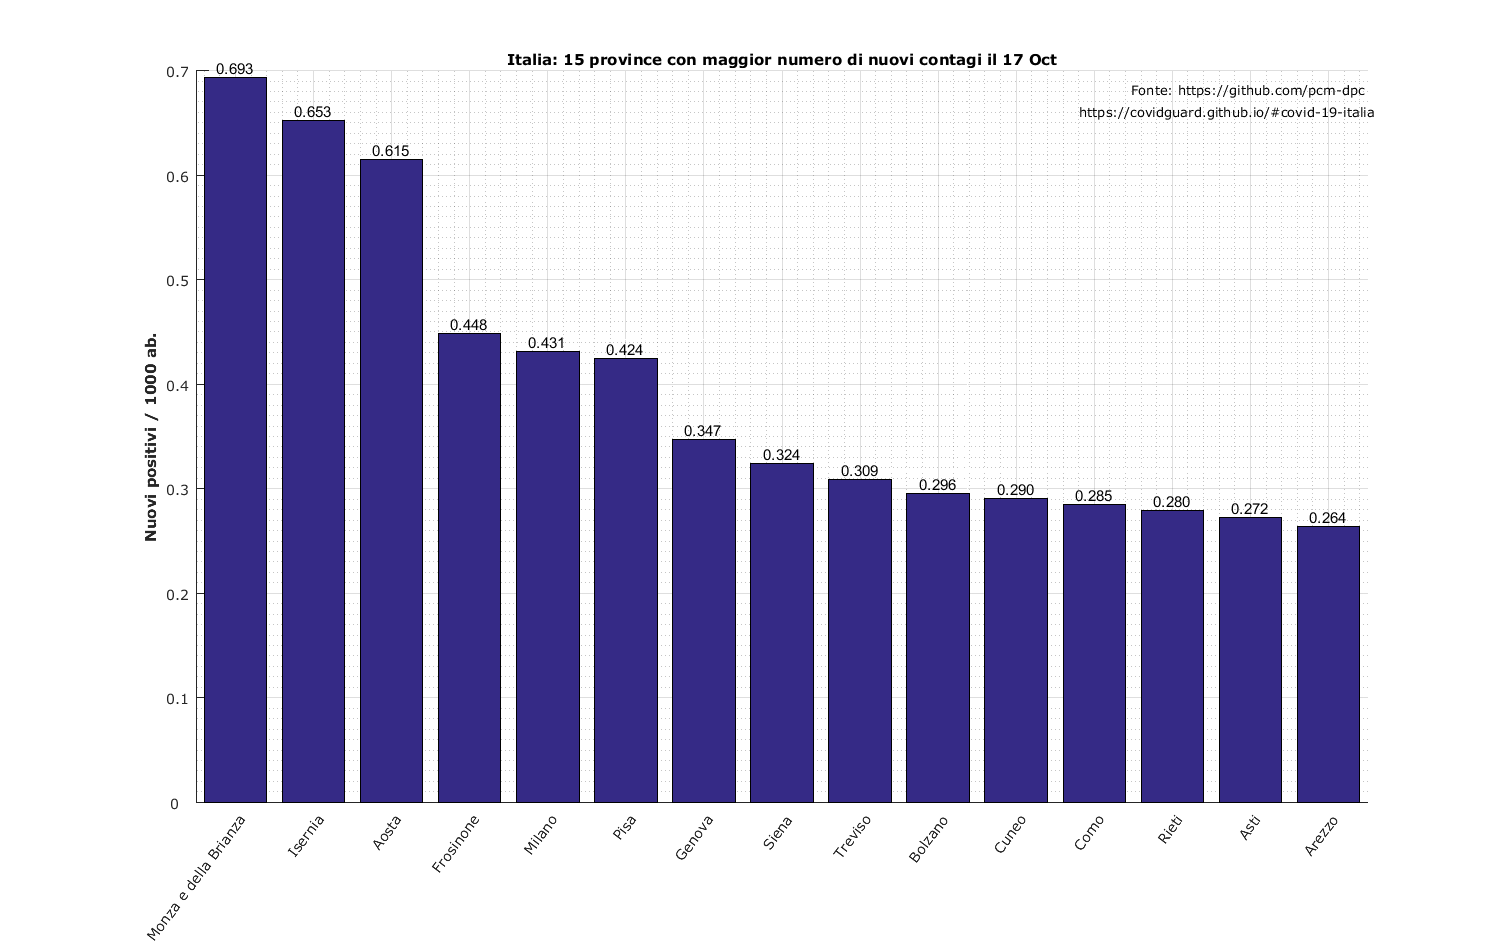 Italia: 15 province con maggior numero di nuovi contagi il 17 Oct
Fonte: https://github.com/pcm-dpc
https://covidguard.github.io/#covid-19-italia
Nuovi positivi / 1000 ab.
0.7
0.6
0.5
0.4
0.3
0.2
0.1
0
0.693
0.653
0.615
0.448
0.431
0.424
0.347
0.324
0.309
0.296
0.290
0.285
0.280
0.272
0.264
Monza e della Brianza
Isernia
Aosta
Frosinone
Milano
Pisa
Genova
Siena
Treviso
Bolzano
Cuneo
Como
Rieti
Asti
Arezzo